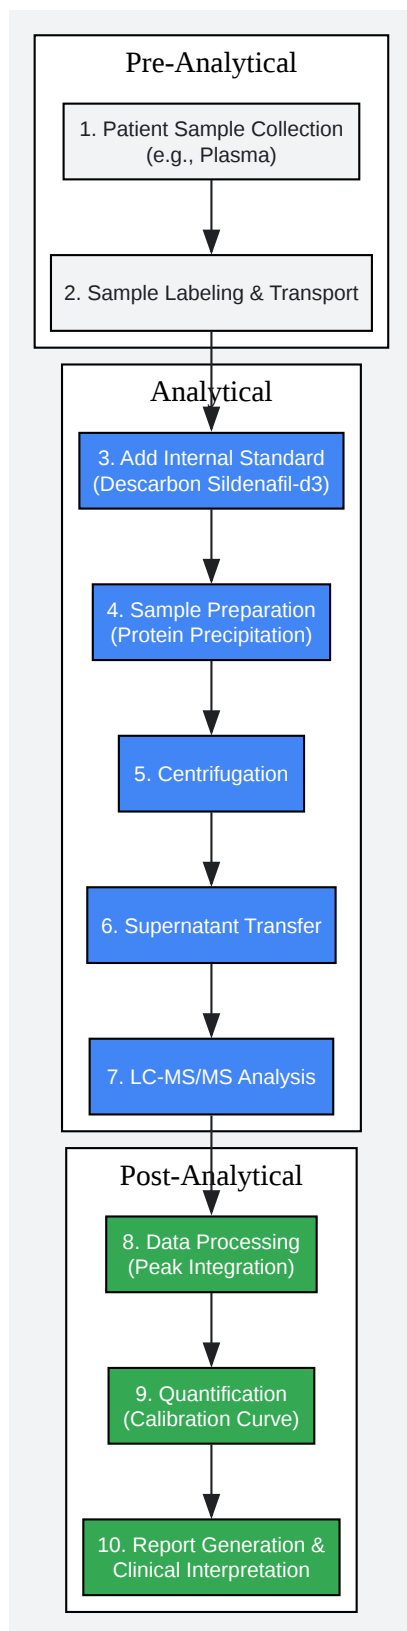 Pre-Analytical
1. Patient Sample Collection
(e.g., Plasma)
2. Sample Labeling & Transport
Analytical
3. Add Internal Standard
(Descarbon Sildenafil-d3)
4. Sample Preparation
(Protein Precipitation)
5. Centrifugation
6. Supernatant Transfer
7. LC-MS/MS Analysis
Post-Analytical
8. Data Processing
(Peak Integration)
9. Quantification
(Calibration Curve)
10. Report Generation &
Clinical Interpretation